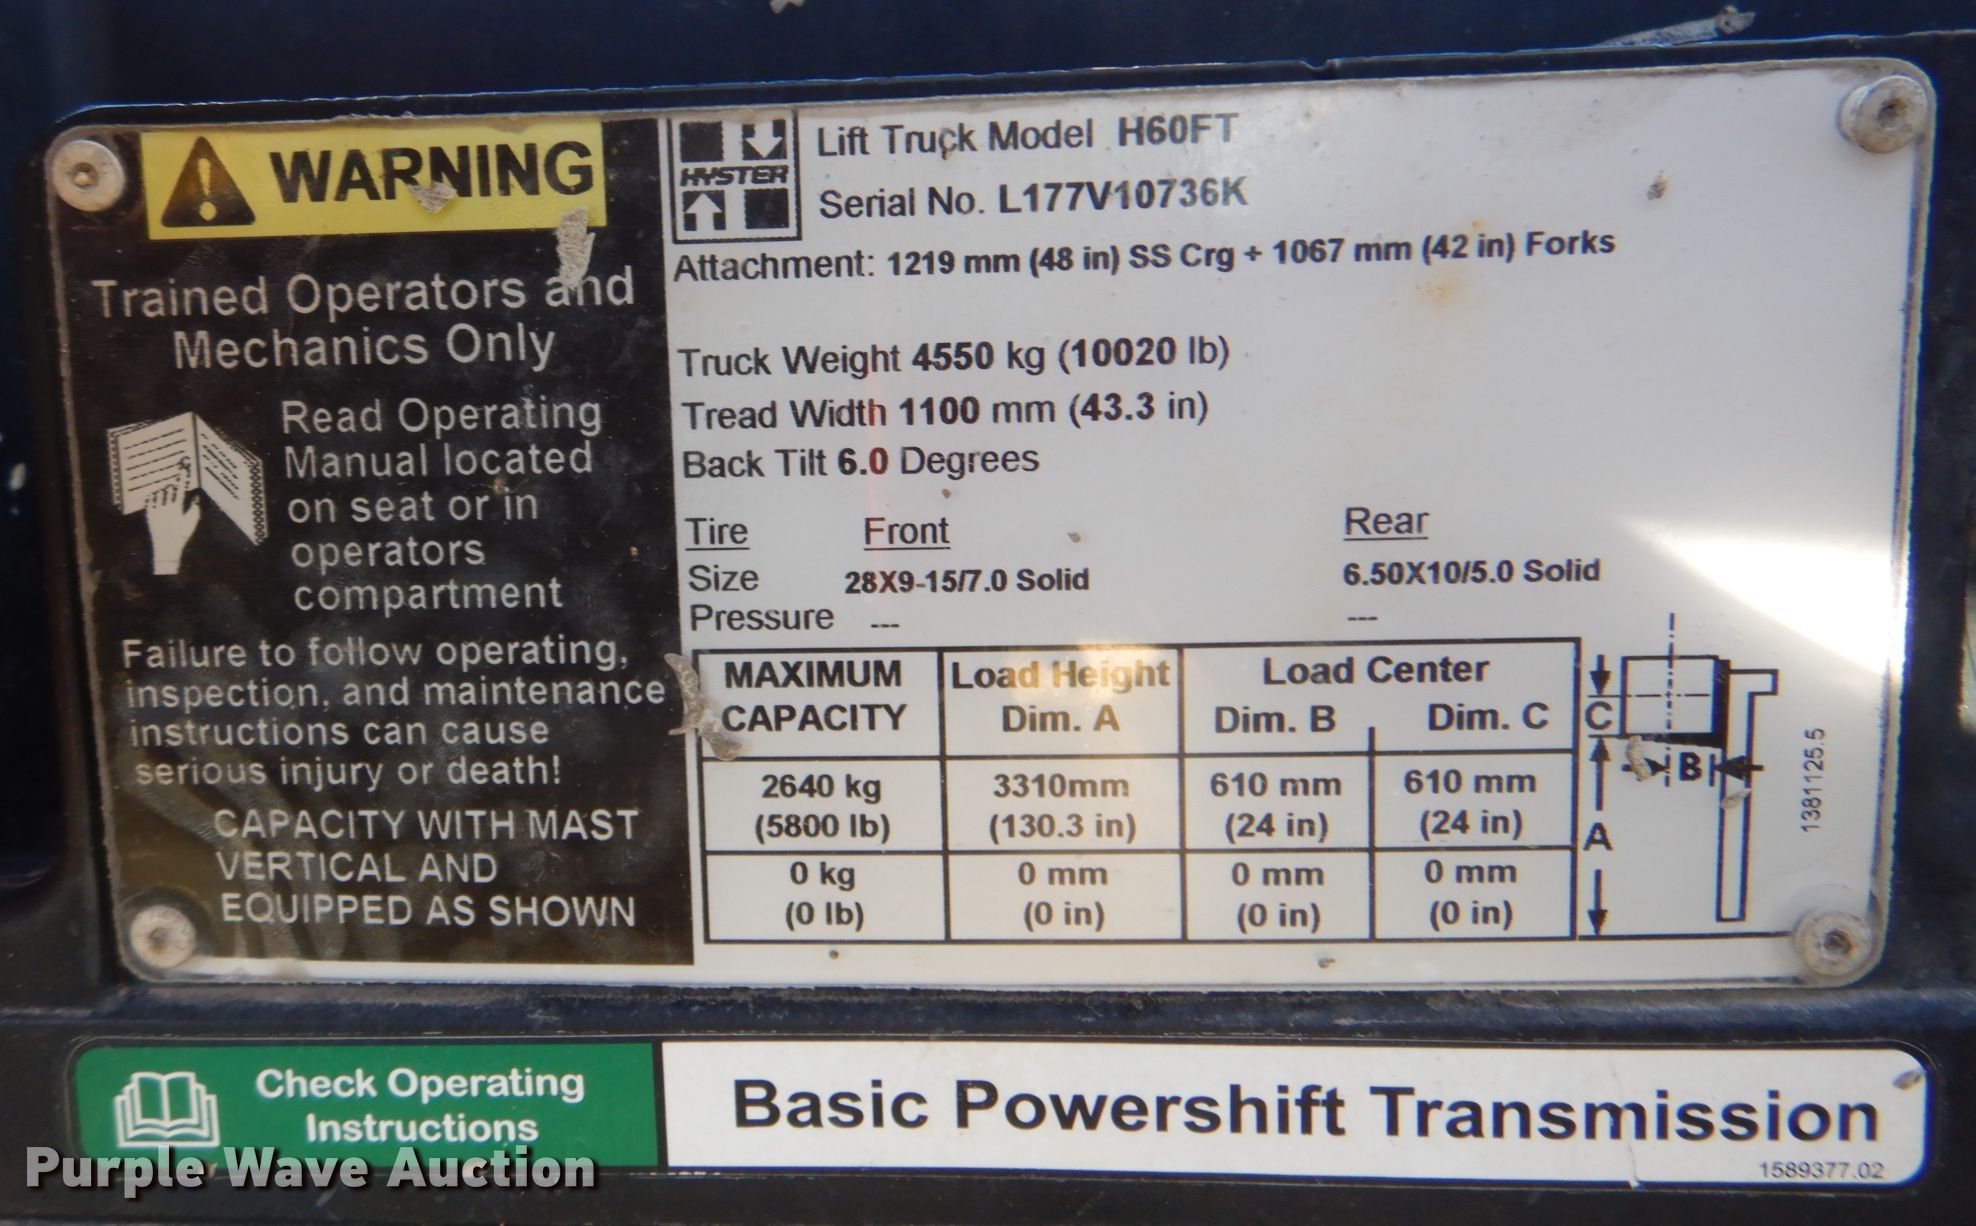 WARNING
Trained Operators and
Mechanics Only
Read Operating
Manual located
on seat or in
operators
compartment
Failure to follow operating,
inspection, and maintenance
instructions can cause
serious injury or death!
CAPACITY WITH MAST
VERTICAL AND
EQUIPPED AS SHOWN
HYSTER
Lift Truck Model H60FT
Serial No. L177V10736K
Attachment: 1219 mm (48 in) SS Crg + 1067 mm (42 in) Forks
Truck Weight 4550 kg (10020 lb)
Tread Width 1100 mm (43.3 in)
Back Tilt 6.0 Degrees
Tire Front Rear
Size 28X9-15/7.0 Solid 6.50X10/5.0 Solid
Pressure --- ---
MAXIMUM Load Height Load Center
CAPACITY Dim. A Dim. B Dim. C
2640 kg 3310mm 610 mm 610 mm
(5800 lb) (130.3 in) (24 in) (24 in)
0 kg 0 mm 0 mm 0 mm
(0 lb) (0 in) (0 in) (0 in)
C
B
A
1381125.5
Check Operating
Instructions
Basic Powershift Transmission
1589377.02
Purple Wave Auction